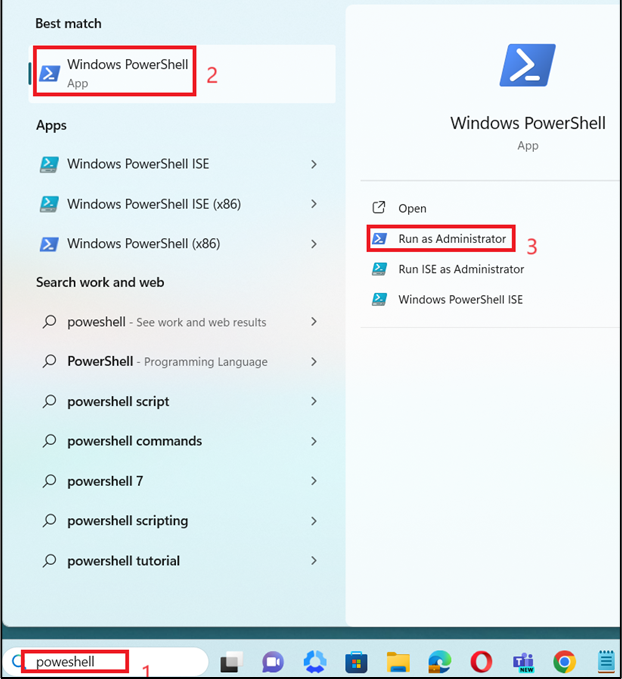 Best match
Windows PowerShell
App
2
Apps
Windows PowerShell ISE
Windows PowerShell ISE (x86)
Windows PowerShell (x86)
Search work and web
poweshell - See work and web results
PowerShell - Programming Language
powershell script
powershell commands
powershell 7
powershell scripting
powershell tutorial
Windows PowerShell
App
Open
Run as Administrator
3
Run ISE as Administrator
Windows PowerShell ISE
poweshell
1
NEW